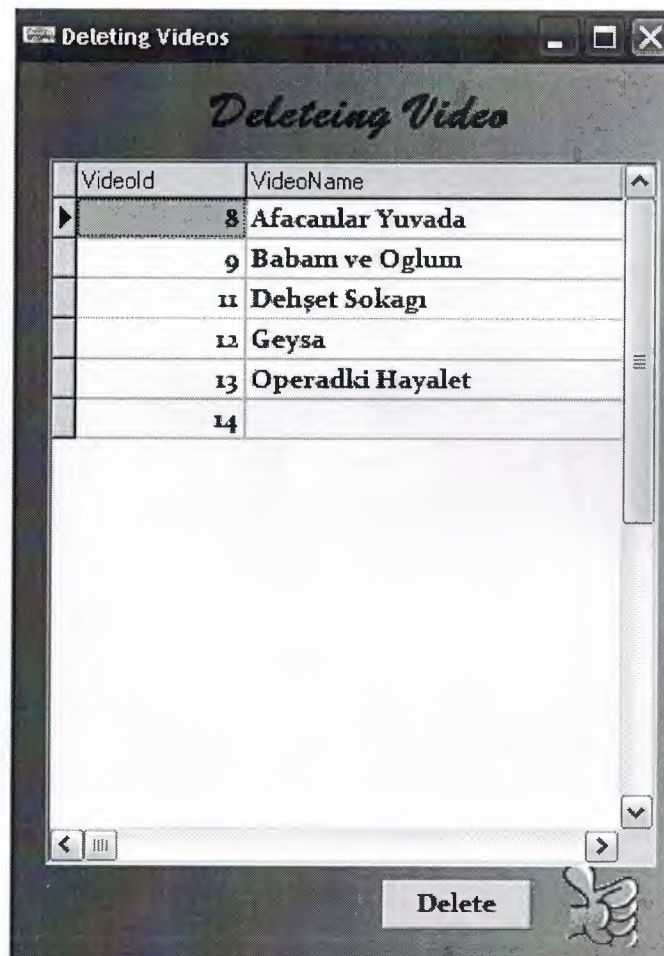 Deleting Videos
Deleteing Video
VideoId VideoName
8 Afacanlar Yuvada
9 Babam ve Oglum
11 Dehşet Sokagı
12 Geysa
13 Operadki Hayalet
14
Delete